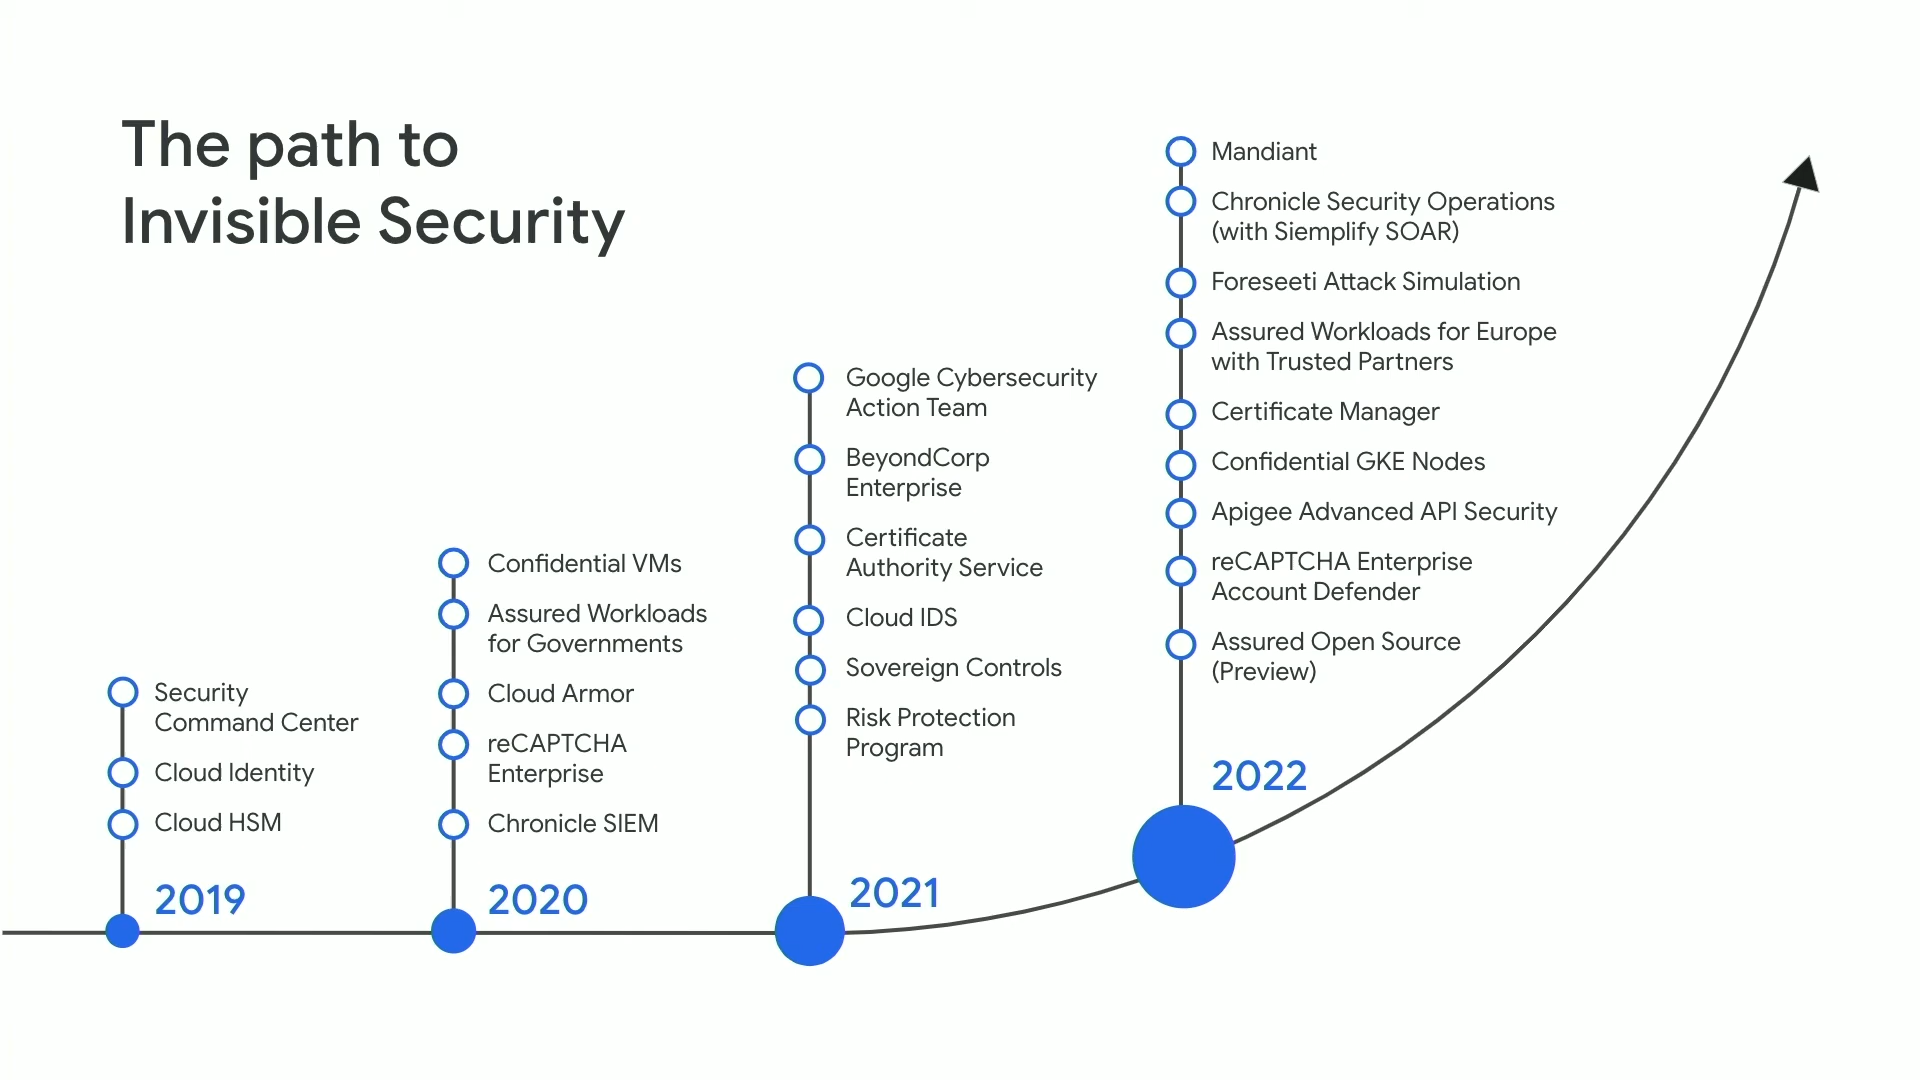 The path to
Invisible Security
Security
Command Center
Cloud Identity
Cloud HSM
2019
Confidential VMs
Assured Workloads
for Governments
Cloud Armor
reCAPTCHA
Enterprise
Chronicle SIEM
2020
Google Cybersecurity
Action Team
BeyondCorp
Enterprise
Certificate
Authority Service
Cloud IDS
Sovereign Controls
Risk Protection
Program
2021
Mandiant
Chronicle Security Operations
(with Siemplify SOAR)
Foreseeti Attack Simulation
Assured Workloads for Europe
with Trusted Partners
Certificate Manager
Confidential GKE Nodes
Apigee Advanced API Security
reCAPTCHA Enterprise
Account Defender
Assured Open Source
(Preview)
2022